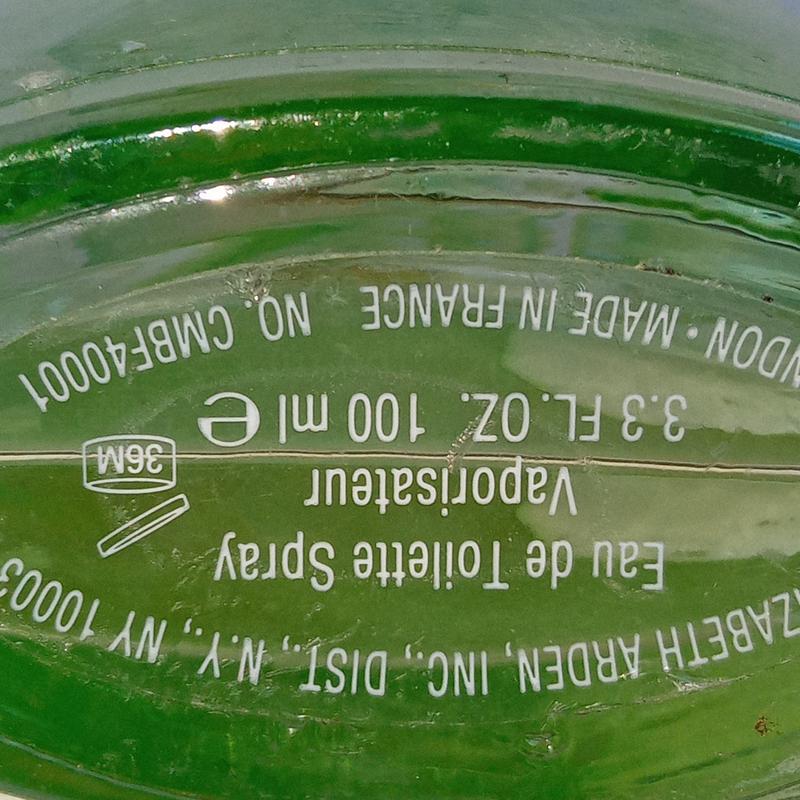 IZABETH ARDEN, INC., DIST., N.Y., NY 10003
Eau de Toilette Spray
Vaporisateur
36M
3.3 FL. OZ. 100 ml ℮
NDON • MADE IN FRANCE NO. CMBF40001